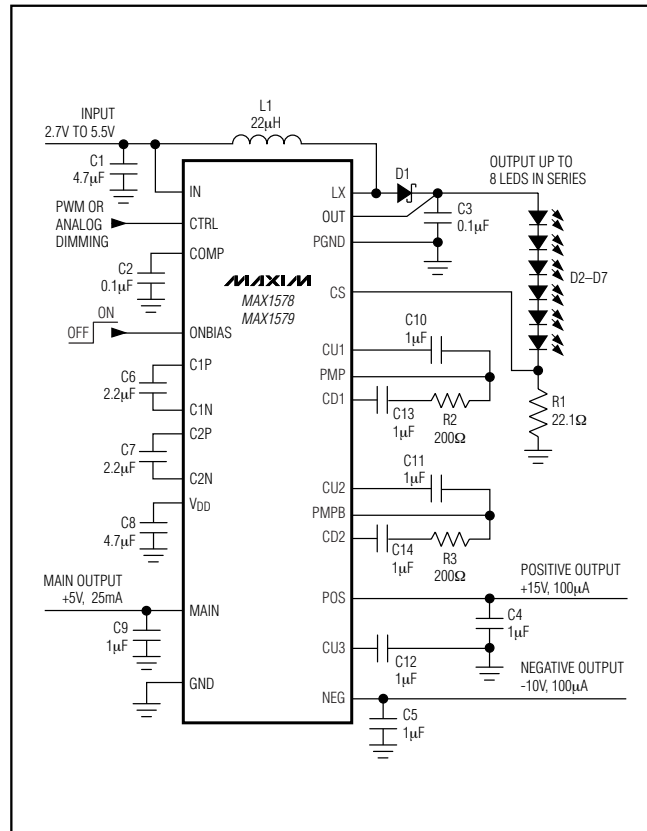 INPUT
2.7V TO 5.5V
C1
4.7µF
L1
22µH
IN
PWM OR
ANALOG
DIMMING
CTRL
COMP
C2
0.1µF
ON
OFF
ONBIAS
C1P
C6
2.2µF
C1N
C2P
C7
2.2µF
C2N
VDD
C8
4.7µF
MAIN OUTPUT
+5V, 25mA
MAIN
C9
1µF
GND
MAXIM
MAX1578
MAX1579
LX
OUT
PGND
CS
CU1
PMP
CD1
CU2
PMPB
CD2
POS
CU3
NEG
D1
C3
0.1µF
OUTPUT UP TO
8 LEDS IN SERIES
D2–D7
R1
22.1Ω
C10
1µF
C13
1µF
R2
200Ω
C11
1µF
C14
1µF
R3
200Ω
POSITIVE OUTPUT
+15V, 100µA
C4
1µF
C12
1µF
NEGATIVE OUTPUT
-10V, 100µA
C5
1µF